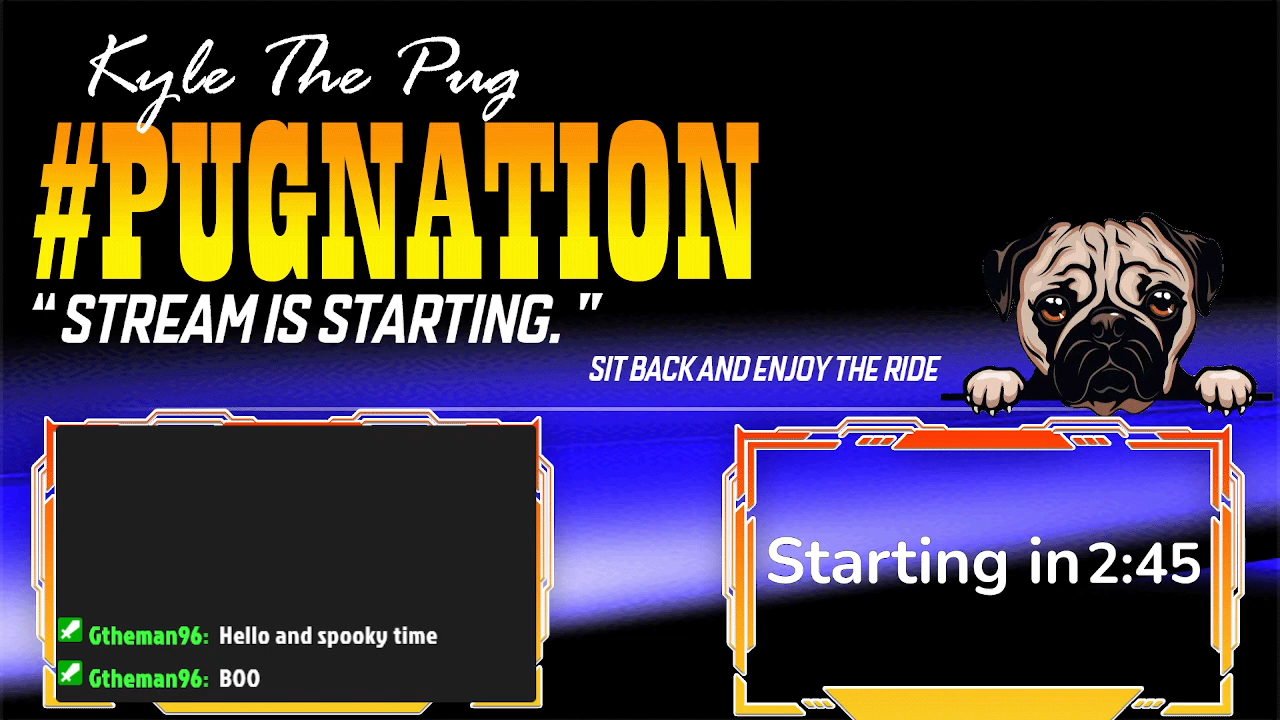 Kyle The Pug
#PUGNATION
“ STREAM IS STARTING. ”
SIT BACK AND ENJOY THE RIDE
Starting in 2:45
Gtheman96: Hello and spooky time
Gtheman96: BOO